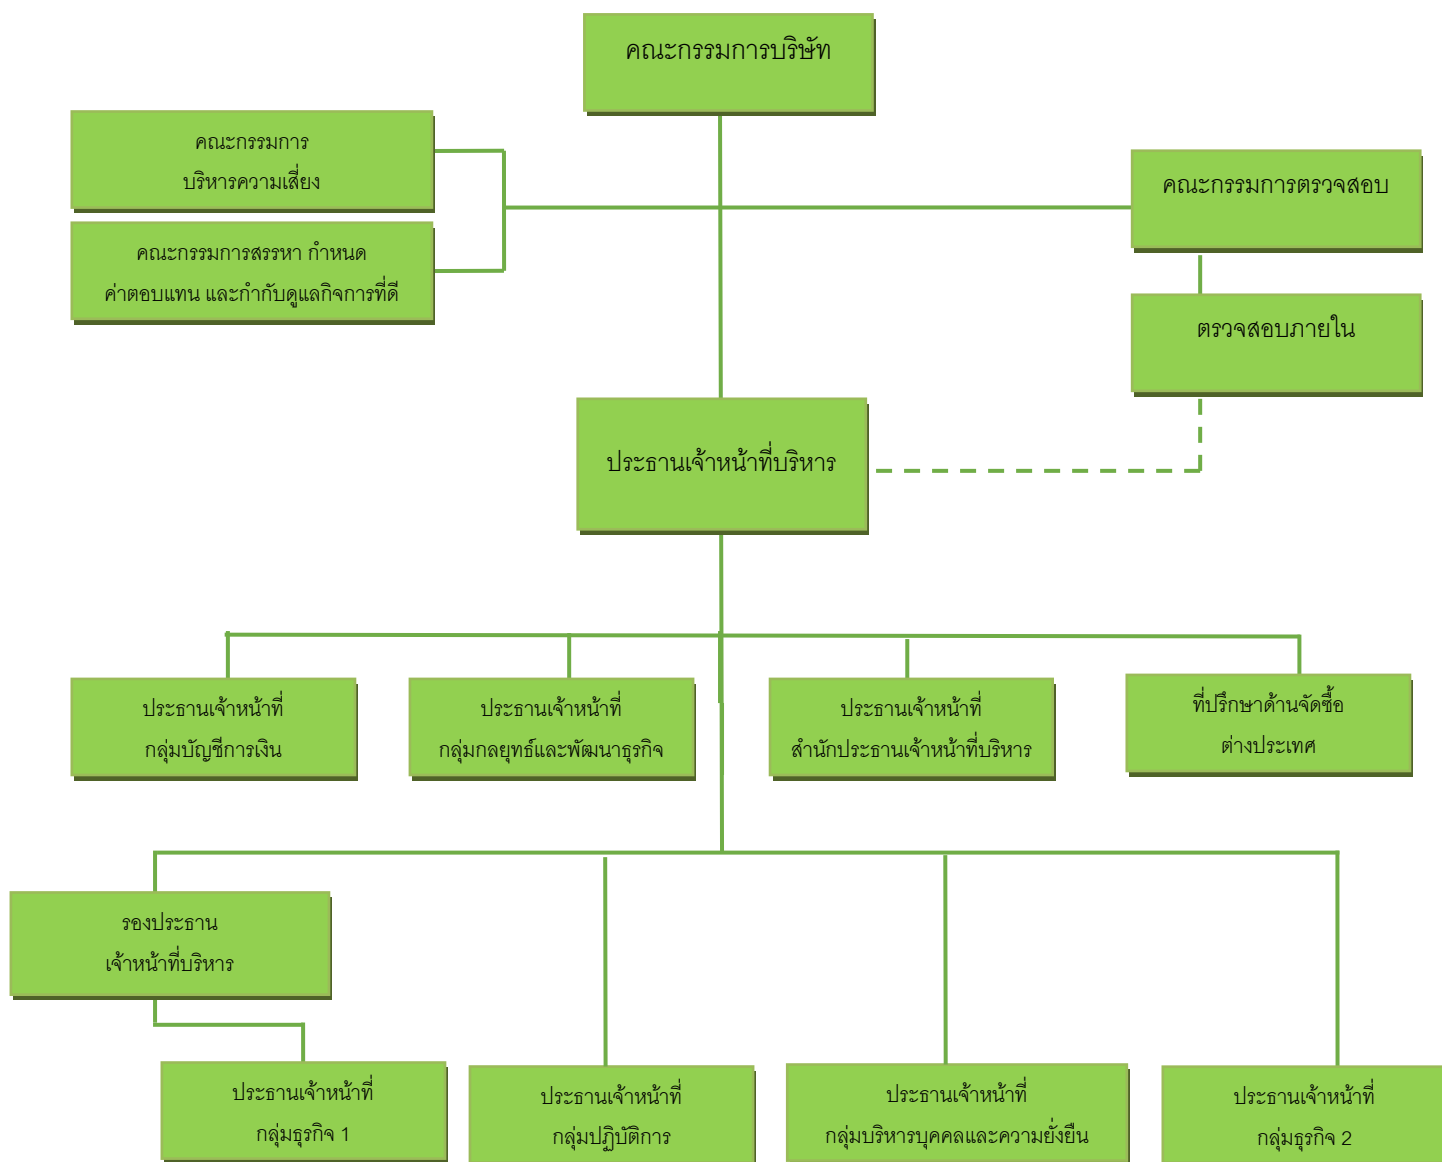 คณะกรรมการบริษัท
คณะกรรมการ
บริหารความเสี่ยง
คณะกรรมการตรวจสอบ
คณะกรรมการสรรหา กำหนด
ค่าตอบแทน และกำกับดูแลกิจการที่ดี
ตรวจสอบภายใน
ประธานเจ้าหน้าที่บริหาร
ประธานเจ้าหน้าที่
กลุ่มบัญชีการเงิน
ประธานเจ้าหน้าที่
กลุ่มกลยุทธ์และพัฒนาธุรกิจ
ประธานเจ้าหน้าที่
สำนักประธานเจ้าหน้าที่บริหาร
ที่ปรึกษาด้านจัดซื้อ
ต่างประเทศ
รองประธาน
เจ้าหน้าที่บริหาร
ประธานเจ้าหน้าที่
กลุ่มธุรกิจ 1
ประธานเจ้าหน้าที่
กลุ่มปฏิบัติการ
ประธานเจ้าหน้าที่
กลุ่มบริหารบุคคลและความยั่งยืน
ประธานเจ้าหน้าที่
กลุ่มธุรกิจ 2